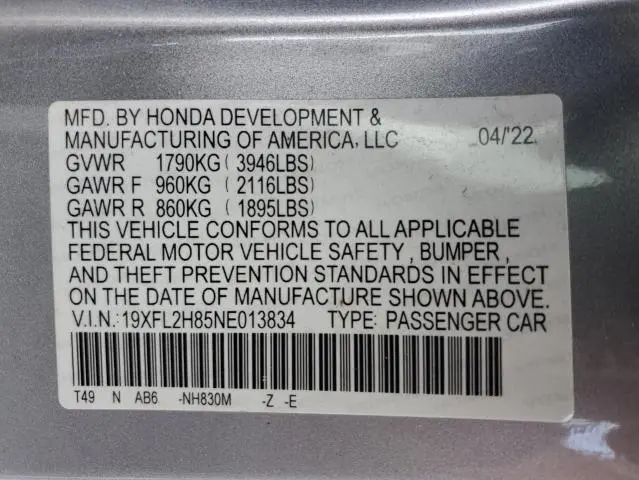 MFD. BY HONDA DEVELOPMENT &
MANUFACTURING OF AMERICA, LLC 04/'22
GVWR 1790KG ( 3946LBS)
GAWR F 960KG ( 2116LBS)
GAWR R 860KG ( 1895LBS)
THIS VEHICLE CONFORMS TO ALL APPLICABLE
FEDERAL MOTOR VEHICLE SAFETY , BUMPER ,
AND THEFT PREVENTION STANDARDS IN EFFECT
ON THE DATE OF MANUFACTURE SHOWN ABOVE.
V.I.N.:19XFL2H85NE013834 TYPE: PASSENGER CAR
T49 N AB6 -NH830M -Z -E